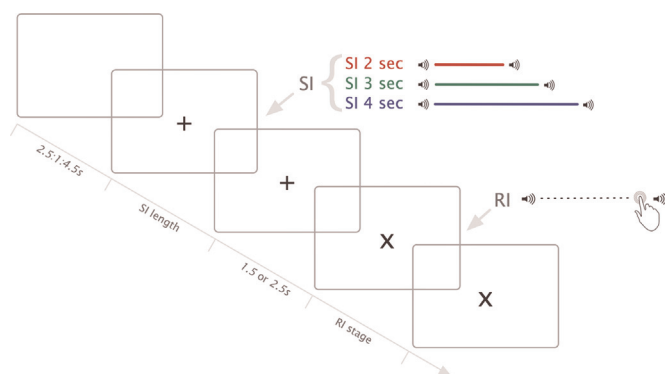 SI 2 sec
SI
SI 3 sec
SI 4 sec
+
+
RI
x
x
2.5:1:4.5s
SI length
1.5 or 2.5s
RI stage